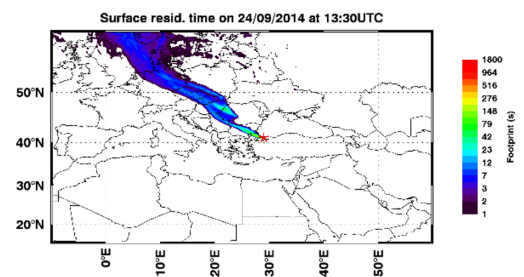 Surface resid. time on 24/09/2014 at 13:30UTC
50°N
40°N
30°N
20°N
0°E
10°E
20°E
30°E
40°E
50°E
1800
964
516
276
148
79
42
23
12
7
3
2
1
Footprint (s)